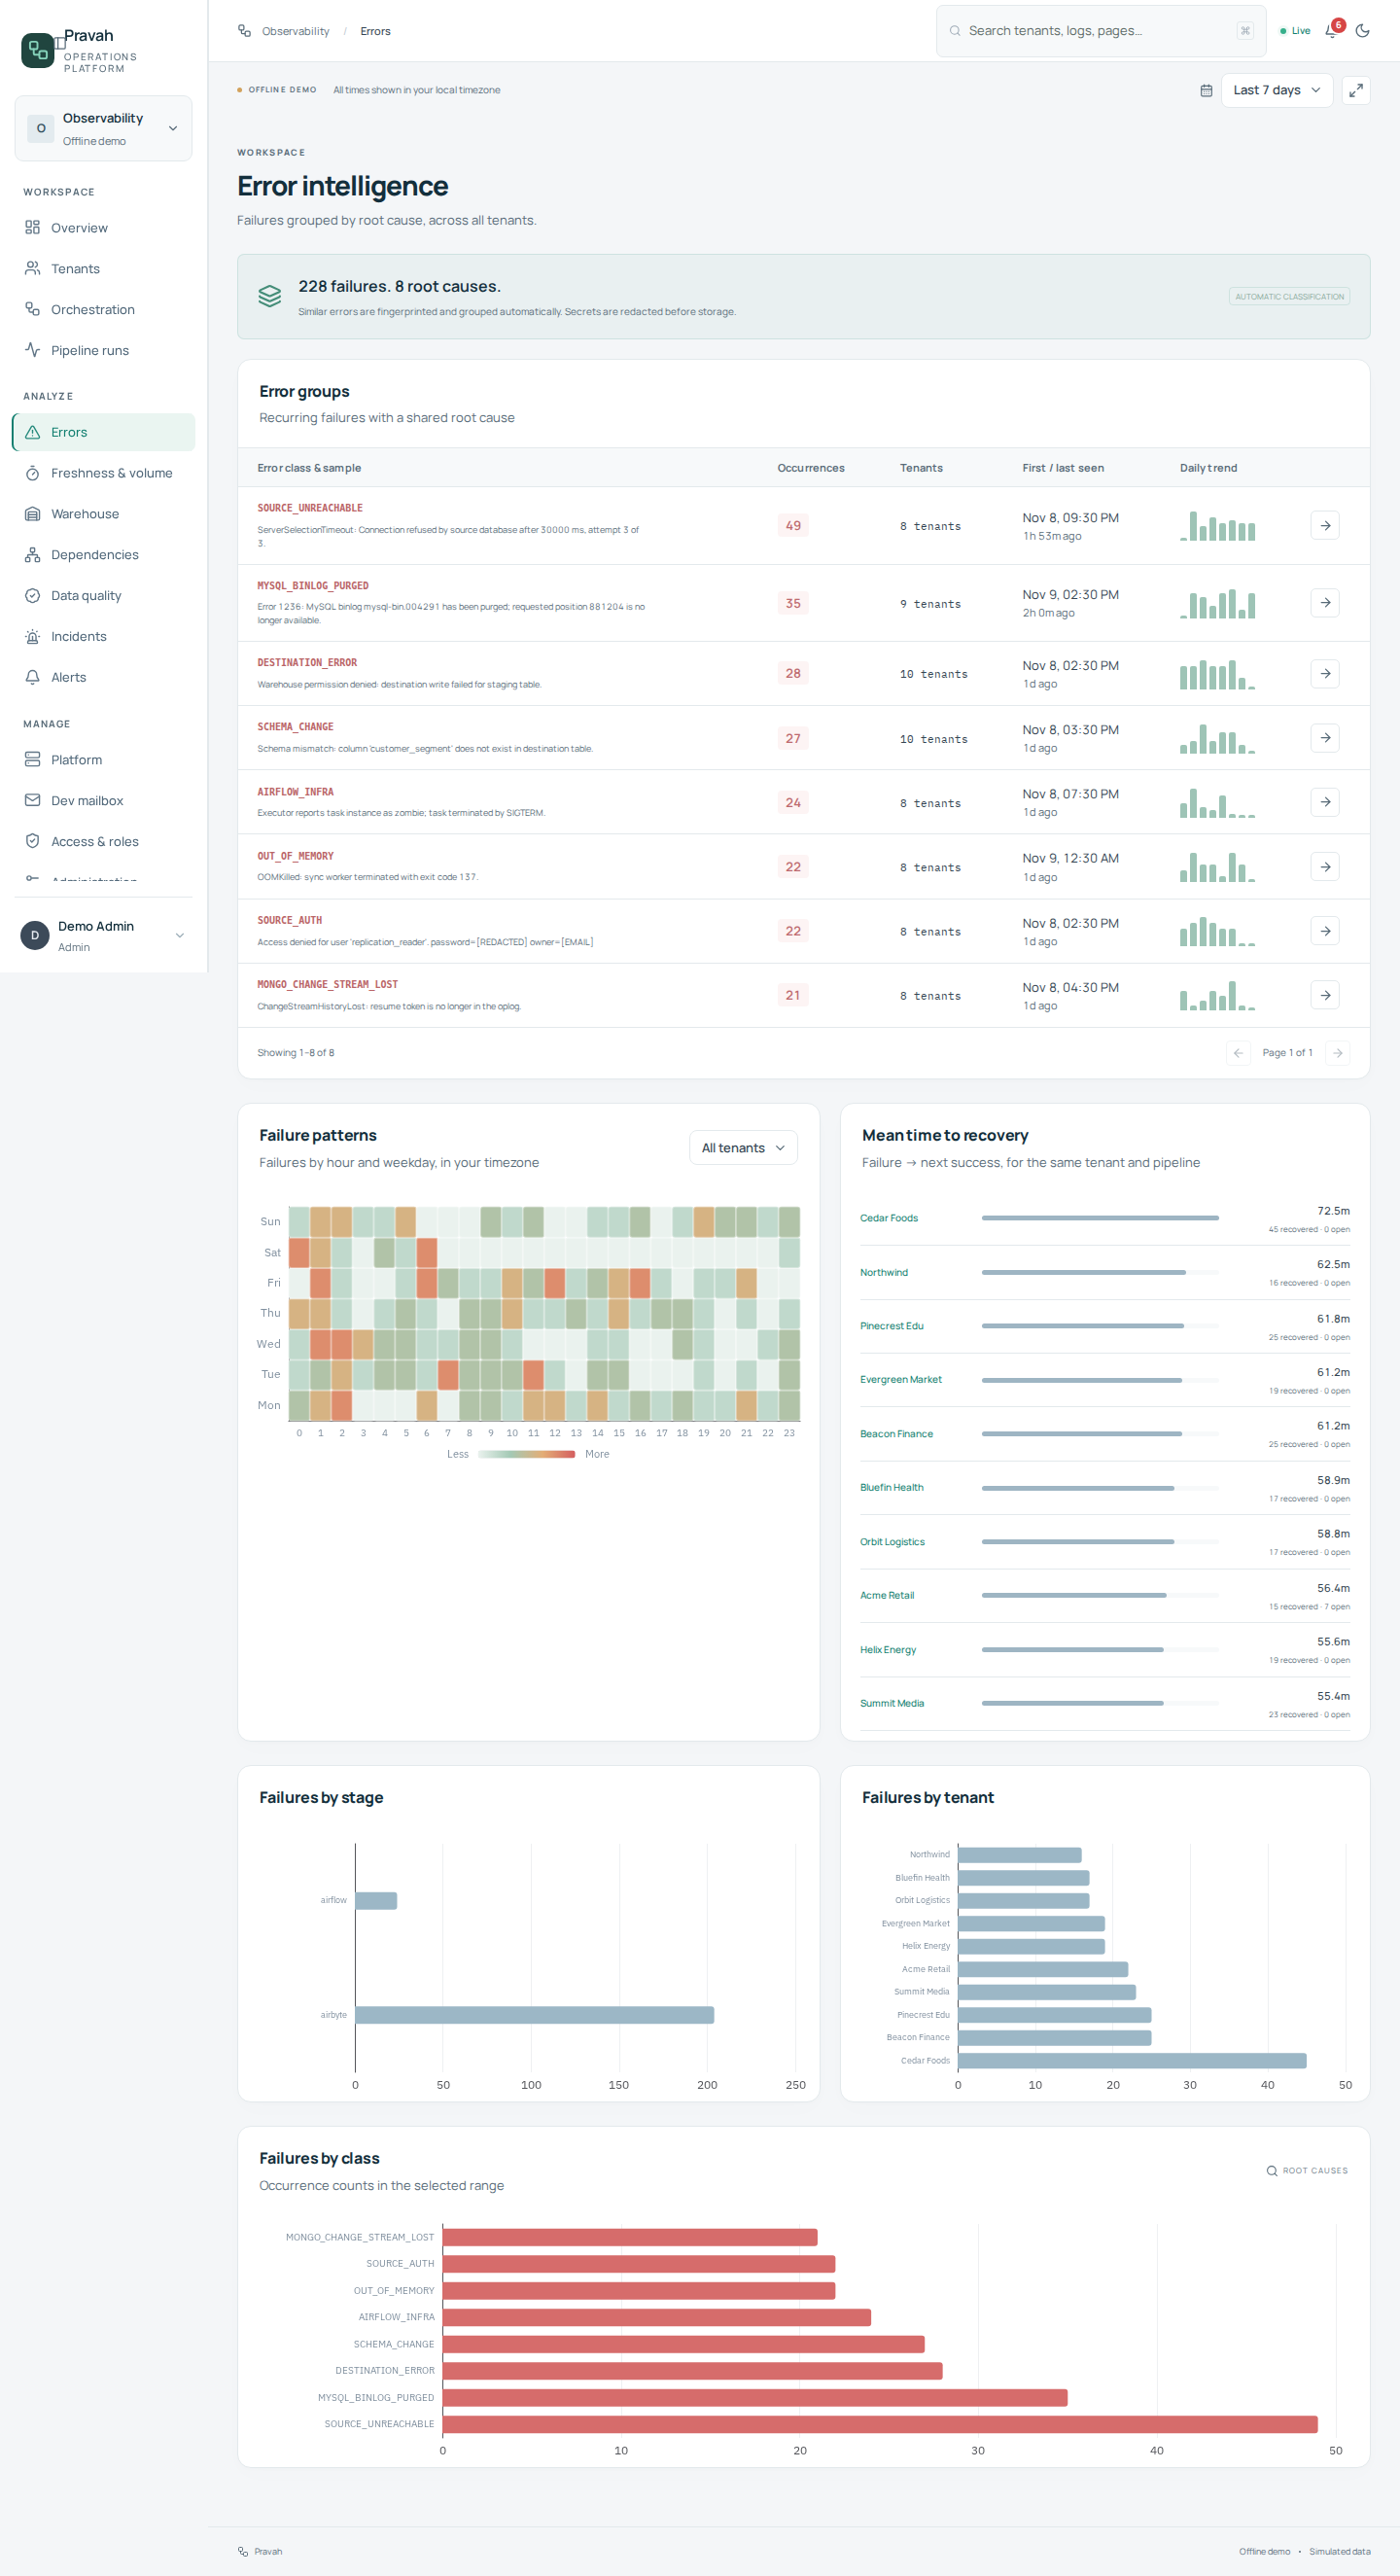 Pravah
OPERATIONS
PLATFORM
Observability
Offline demo
O
WORKSPACE
Overview
Tenants
Orchestration
Pipeline runs
ANALYZE
Errors
Freshness & volume
Warehouse
Dependencies
Data quality
Incidents
Alerts
MANAGE
Platform
Dev mailbox
Access & roles
D
Demo Admin
Admin
Observability / Errors
Search tenants, logs, pages...
⌘
Live
6
OFFLINE DEMO All times shown in your local timezone
Last 7 days
WORKSPACE
Error intelligence
Failures grouped by root cause, across all tenants.
228 failures. 8 root causes.
Similar errors are fingerprinted and grouped automatically. Secrets are redacted before storage.
AUTOMATIC CLASSIFICATION
Error groups
Recurring failures with a shared root cause
Error class & sample Occurrences Tenants First / last seen Daily trend
SOURCE_UNREACHABLE
ServerSelectionTimeout: Connection refused by source database after 30000 ms, attempt 3 of
3.
49 8 tenants Nov 8, 09:30 PM
1h 53m ago
MYSQL_BINLOG_PURGED
Error 1236: MySQL binlog mysql-bin.004291 has been purged; requested position 881204 is no
longer available.
35 9 tenants Nov 9, 02:30 PM
2h 0m ago
DESTINATION_ERROR
Warehouse permission denied: destination write failed for staging table.
28 10 tenants Nov 8, 02:30 PM
1d ago
SCHEMA_CHANGE
Schema mismatch: column 'customer_segment' does not exist in destination table.
27 10 tenants Nov 8, 03:30 PM
1d ago
AIRFLOW_INFRA
Executor reports task instance as zombie; task terminated by SIGTERM.
24 8 tenants Nov 8, 07:30 PM
1d ago
OUT_OF_MEMORY
OOMKilled: sync worker terminated with exit code 137.
22 8 tenants Nov 9, 12:30 AM
1d ago
SOURCE_AUTH
Access denied for user 'replication_reader'. password=[REDACTED] owner=[EMAIL]
22 8 tenants Nov 8, 02:30 PM
1d ago
MONGO_CHANGE_STREAM_LOST
ChangeStreamHistoryLost: resume token is no longer in the oplog.
21 8 tenants Nov 8, 04:30 PM
1d ago
Showing 1–8 of 8
Page 1 of 1
Failure patterns
Failures by hour and weekday, in your timezone
All tenants
Sun
Sat
Fri
Thu
Wed
Tue
Mon
0 1 2 3 4 5 6 7 8 9 10 11 12 13 14 15 16 17 18 19 20 21 22 23
Less More
Mean time to recovery
Failure → next success, for the same tenant and pipeline
Cedar Foods 72.5m
45 recovered · 0 open
Northwind 62.5m
16 recovered · 0 open
Pinecrest Edu 61.8m
25 recovered · 0 open
Evergreen Market 61.2m
19 recovered · 0 open
Beacon Finance 61.2m
25 recovered · 0 open
Bluefin Health 58.9m
17 recovered · 0 open
Orbit Logistics 58.8m
17 recovered · 0 open
Acme Retail 56.4m
15 recovered · 7 open
Helix Energy 55.6m
19 recovered · 0 open
Summit Media 55.4m
23 recovered · 0 open
Failures by stage
airflow
airbyte
0 50 100 150 200 250
Failures by tenant
Northwind
Bluefin Health
Orbit Logistics
Evergreen Market
Helix Energy
Acme Retail
Summit Media
Pinecrest Edu
Beacon Finance
Cedar Foods
0 10 20 30 40 50
Failures by class
Occurrence counts in the selected range
ROOT CAUSES
MONGO_CHANGE_STREAM_LOST
SOURCE_AUTH
OUT_OF_MEMORY
AIRFLOW_INFRA
SCHEMA_CHANGE
DESTINATION_ERROR
MYSQL_BINLOG_PURGED
SOURCE_UNREACHABLE
0 10 20 30 40 50
Pravah
Offline demo • Simulated data